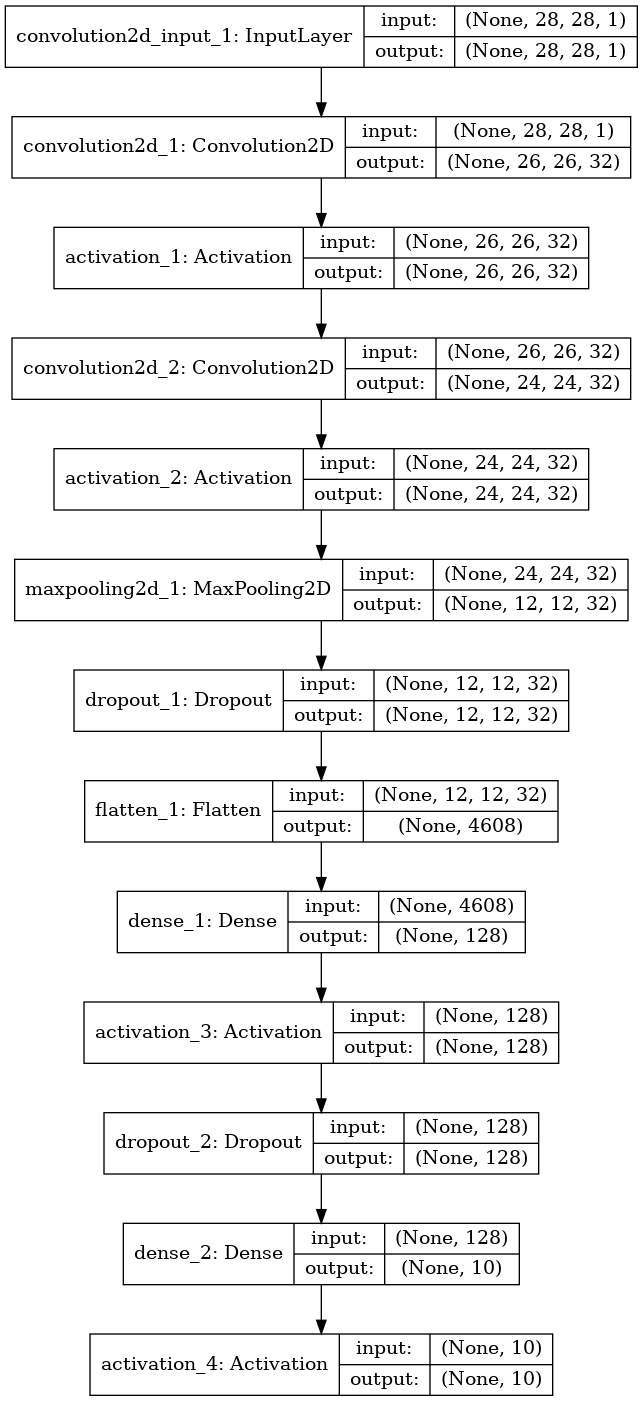 convolution2d_input_1: InputLayer
input:
(None, 28, 28, 1)
output:
(None, 28, 28, 1)
convolution2d_1: Convolution2D
input:
(None, 28, 28, 1)
output:
(None, 26, 26, 32)
activation_1: Activation
input:
(None, 26, 26, 32)
output:
(None, 26, 26, 32)
convolution2d_2: Convolution2D
input:
(None, 26, 26, 32)
output:
(None, 24, 24, 32)
activation_2: Activation
input:
(None, 24, 24, 32)
output:
(None, 24, 24, 32)
maxpooling2d_1: MaxPooling2D
input:
(None, 24, 24, 32)
output:
(None, 12, 12, 32)
dropout_1: Dropout
input:
(None, 12, 12, 32)
output:
(None, 12, 12, 32)
flatten_1: Flatten
input:
(None, 12, 12, 32)
output:
(None, 4608)
dense_1: Dense
input:
(None, 4608)
output:
(None, 128)
activation_3: Activation
input:
(None, 128)
output:
(None, 128)
dropout_2: Dropout
input:
(None, 128)
output:
(None, 128)
dense_2: Dense
input:
(None, 128)
output:
(None, 10)
activation_4: Activation
input:
(None, 10)
output:
(None, 10)